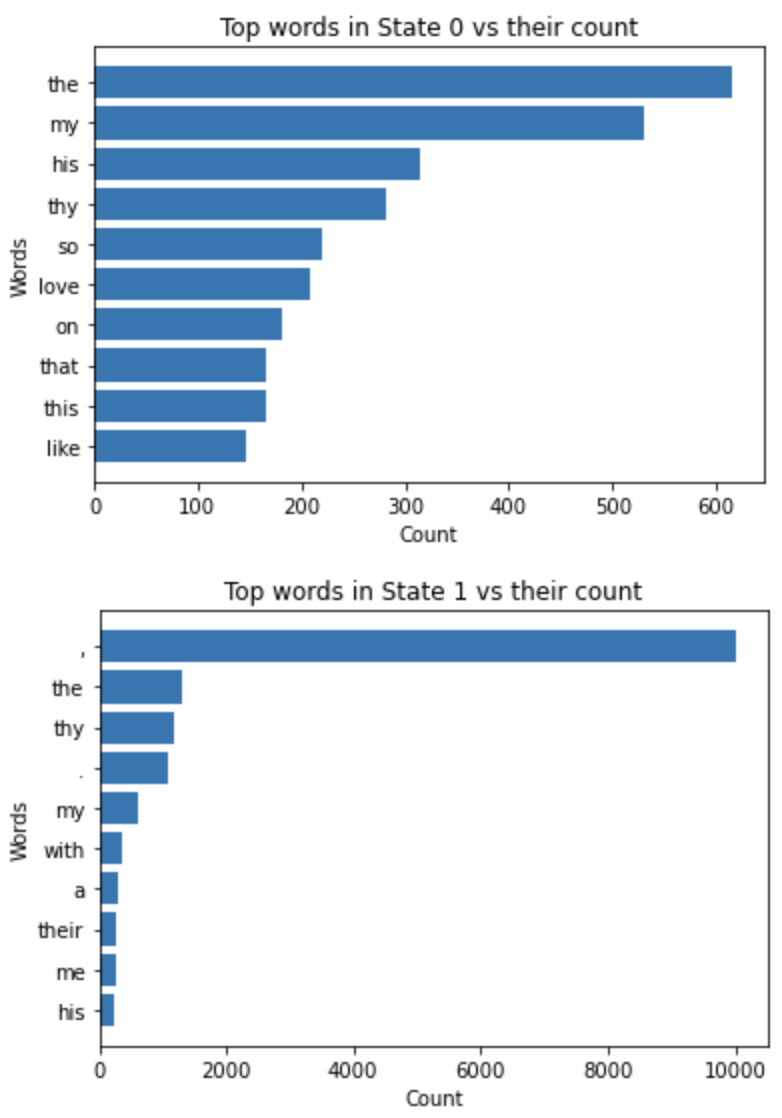 Top words in State 0 vs their count
the
my
his
thy
so
love
on
that
this
like
Words
0 100 200 300 400 500 600
Count
Top words in State 1 vs their count
,
the
thy
.
my
with
a
their
me
his
Words
0 2000 4000 6000 8000 10000
Count